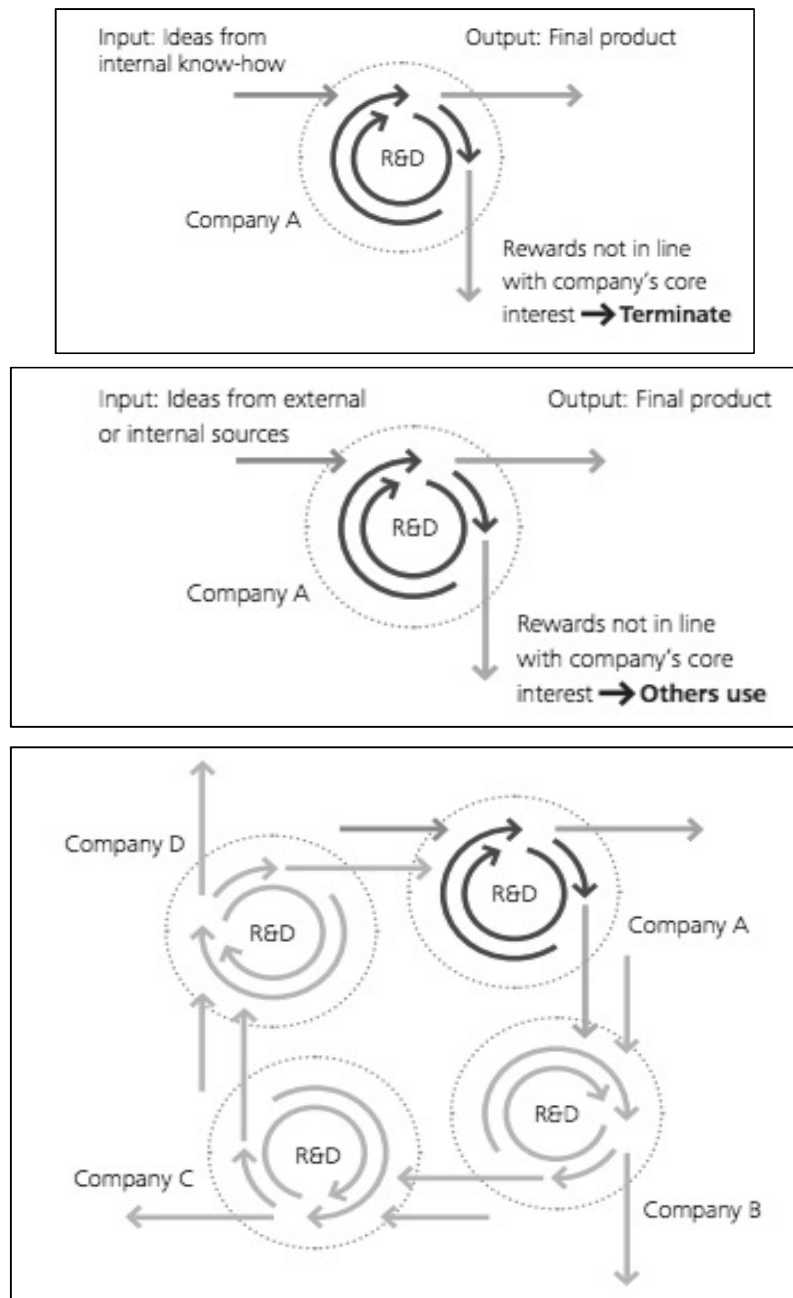 Input: Ideas from
internal know-how
Output: Final product
R&D
Company A
Rewards not in line
with company's core
interest → Terminate
Input: Ideas from external
or internal sources
Output: Final product
R&D
Company A
Rewards not in line
with company's core
interest → Others use
Company D
R&D
R&D
Company A
R&D
R&D
Company C
Company B